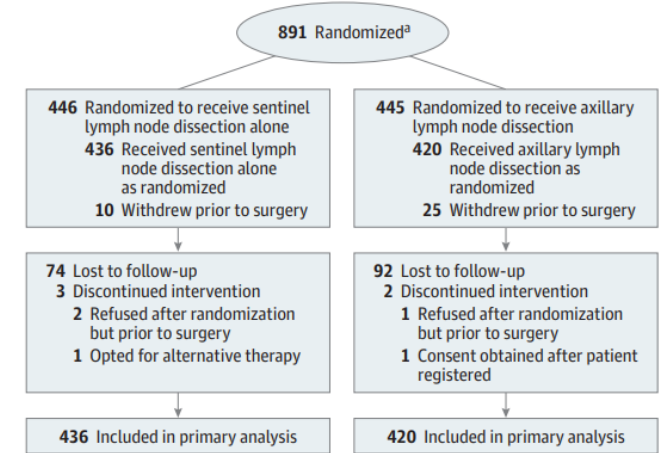 891 Randomizedª
446 Randomized to receive sentinel
lymph node dissection alone
436 Received sentinel lymph
node dissection alone
as randomized
10 Withdrew prior to surgery
445 Randomized to receive axillary
lymph node dissection
420 Received axillary lymph
node dissection as
randomized
25 Withdrew prior to surgery
74 Lost to follow-up
3 Discontinued intervention
2 Refused after randomization
but prior to surgery
1 Opted for alternative therapy
92 Lost to follow-up
2 Discontinued intervention
1 Refused after randomization
but prior to surgery
1 Consent obtained after patient
registered
436 Included in primary analysis
420 Included in primary analysis